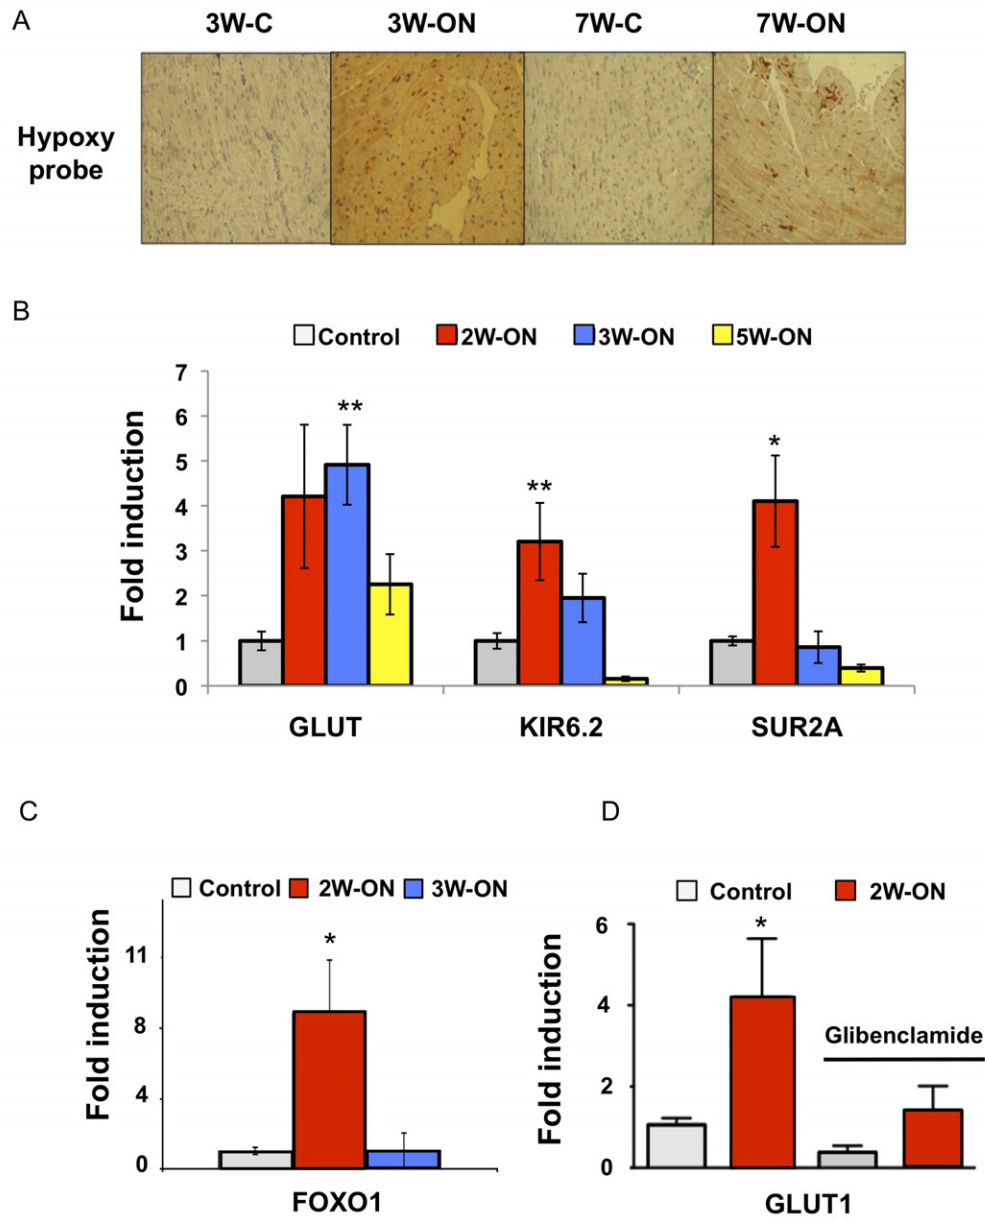 A
3W-C 3W-ON 7W-C 7W-ON
Hypoxy
probe
B
Control 2W-ON 3W-ON 5W-ON
Fold induction
7
6
5
4
3
2
1
0
**
**
*
GLUT KIR6.2 SUR2A
C
Control 2W-ON 3W-ON
Fold induction
11
8
4
0
*
FOXO1
D
Control 2W-ON
Fold induction
6
4
2
0
*
Glibenclamide
GLUT1